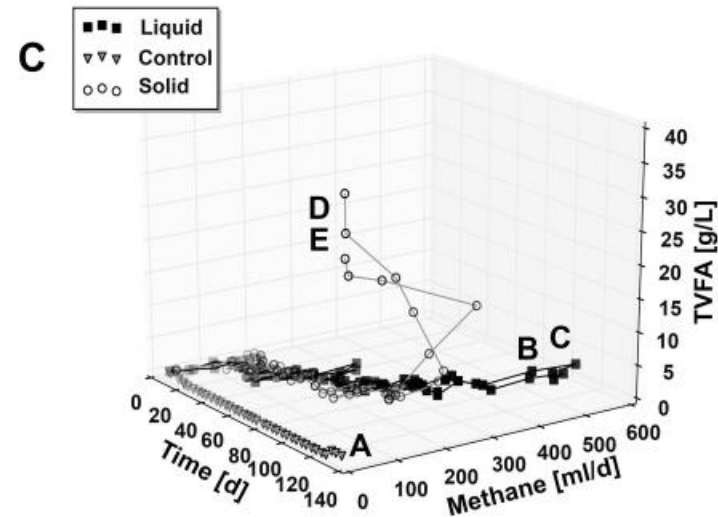 C
Liquid
Control
Solid
D
E
B
C
A
40
35
30
25
20
15
10
5
0
TVFA [g/L]
0
20
40
60
80
100
120
140
Time [d]
0
100
200
300
400
500
600
Methane [ml/d]